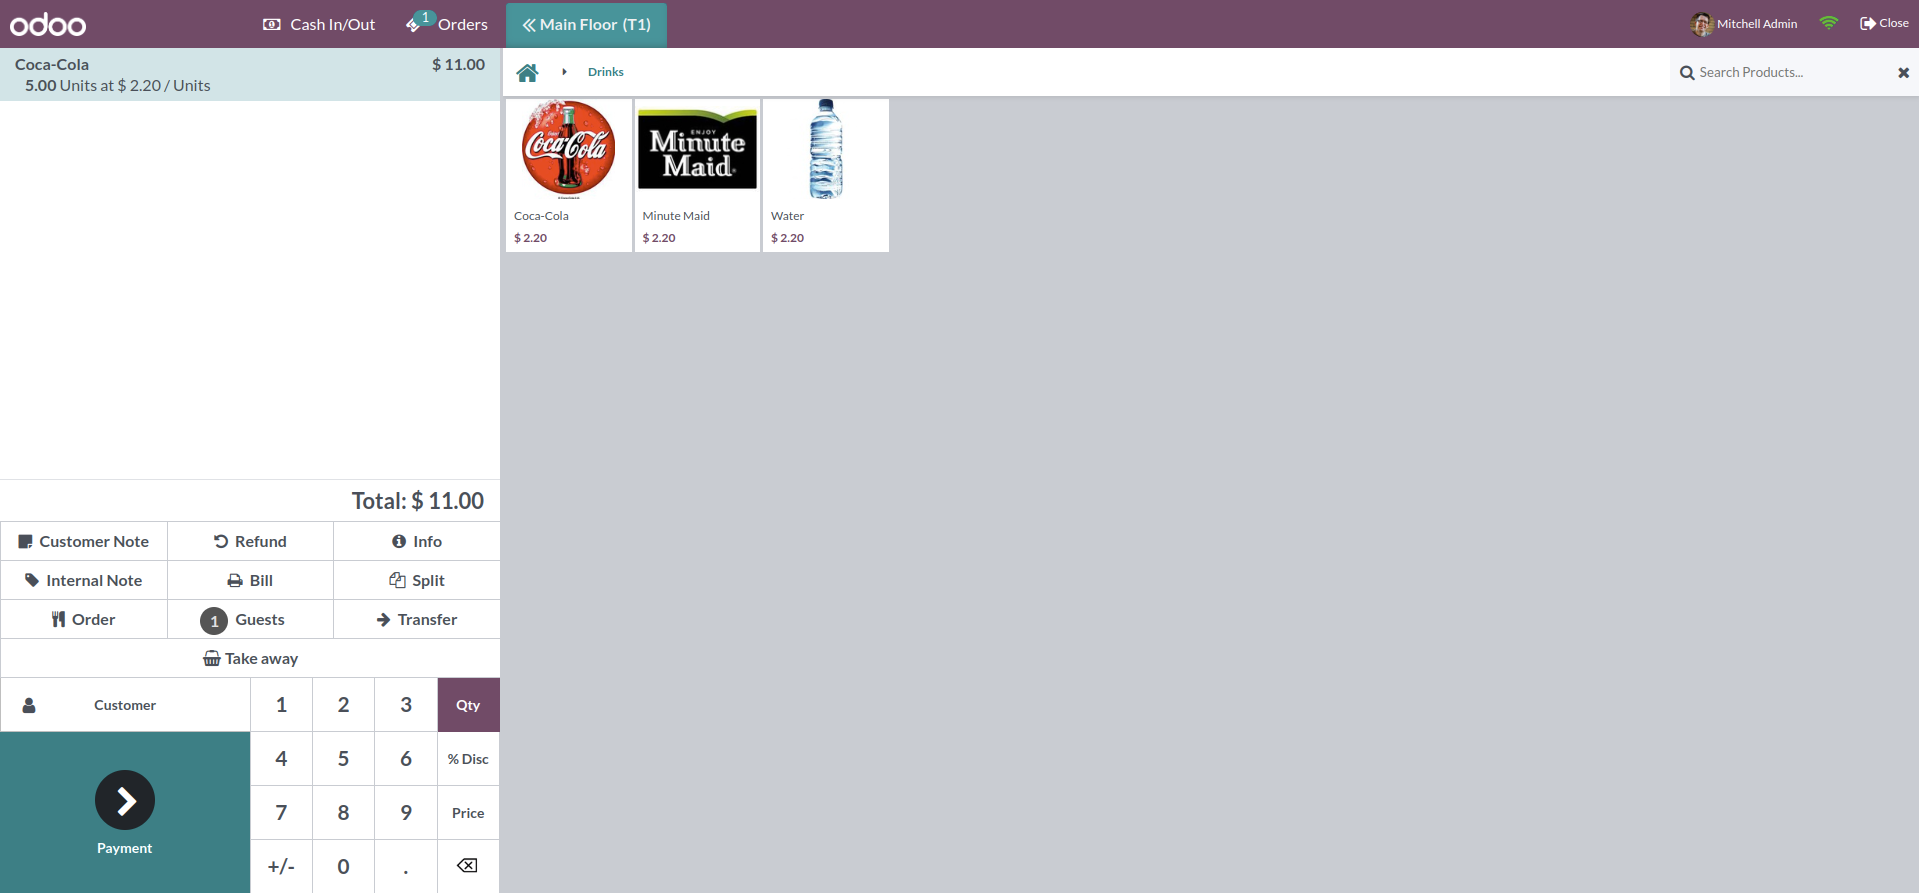 odoo
Cash In/Out
1
Orders
Main Floor (T1)
Mitchell Admin
Close
Coca-Cola $ 11.00
5.00 Units at $ 2.20 / Units
Drinks
Search Products...
Coca-Cola
ENJOY
Minute
Maid
Coca-Cola
$ 2.20
Minute Maid
$ 2.20
Water
$ 2.20
Total: $ 11.00
Customer Note
Refund
Info
Internal Note
Bill
Split
Order
1 Guests
Transfer
Take away
Customer
1 2 3 Qty
4 5 6 % Disc
7 8 9 Price
+/- 0 .
Payment